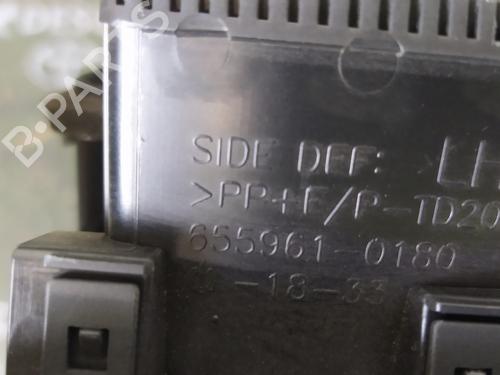 B-PARTS
SIDE DEF: LH
>PP+E/P-TD20
655961-0180
-18-33